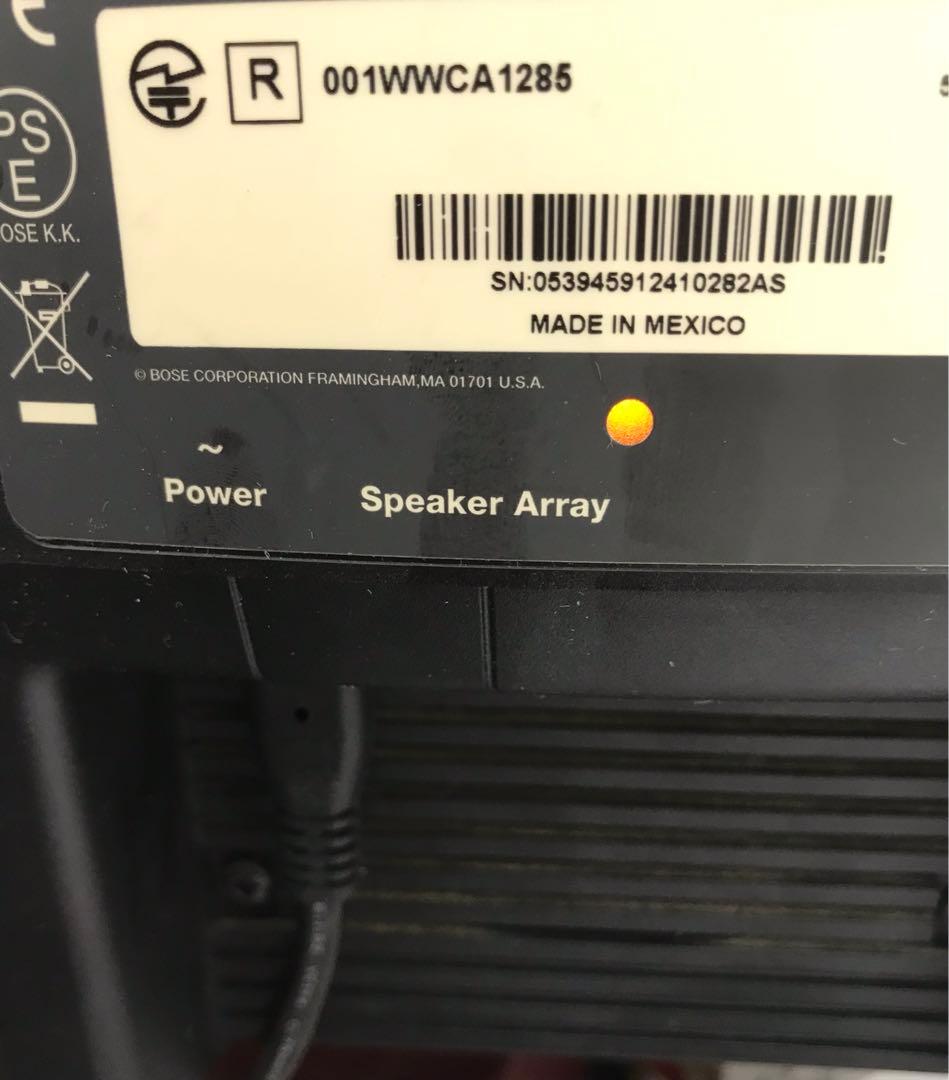 R 001WWCA1285
PS
E
OSE K.K.
SN:053945912410282AS
MADE IN MEXICO
© BOSE CORPORATION FRAMINGHAM,MA 01701 U.S.A.
~
Power Speaker Array